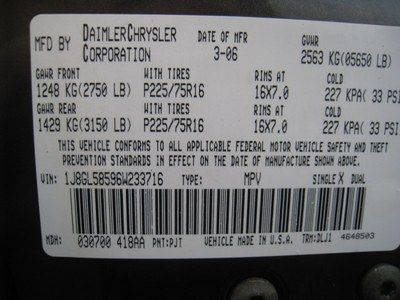 MFD BY DAIMLERCHRYSLER CORPORATION DATE OF MFR 3-06 GVWR 2563 KG(05650 LB)
GAWR FRONT WITH TIRES RIMS AT COLD
1248 KG(2750 LB) P225/75R16 16X7.0 227 KPA( 33 PSI
GAWR REAR WITH TIRES RIMS AT COLD
1429 KG(3150 LB) P225/75R16 16X7.0 227 KPA( 33 PSI
THIS VEHICLE CONFORMS TO ALL APPLICABLE FEDERAL MOTOR VEHICLE SAFETY AND THEFT
PREVENTION STANDARDS IN EFFECT ON THE DATE OF MANUFACTURE SHOWN ABOVE.
VIN: 1J8GL58596W233716 TYPE: MPV SINGLE X DUAL
MDH: 030700 418AA PNT:PJT VEHICLE MADE IN U.S.A. TRM:DLJ1 4648503